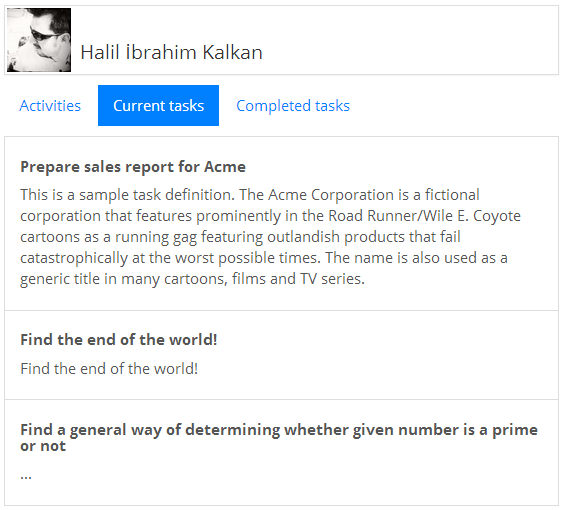 Halil İbrahim Kalkan
Activities
Current tasks
Completed tasks
Prepare sales report for Acme
This is a sample task definition. The Acme Corporation is a fictional
corporation that features prominently in the Road Runner/Wile E. Coyote
cartoons as a running gag featuring outlandish products that fail
catastrophically at the worst possible times. The name is also used as a
generic title in many cartoons, films and TV series.
Find the end of the world!
Find the end of the world!
Find a general way of determining whether given number is a prime
or not
...